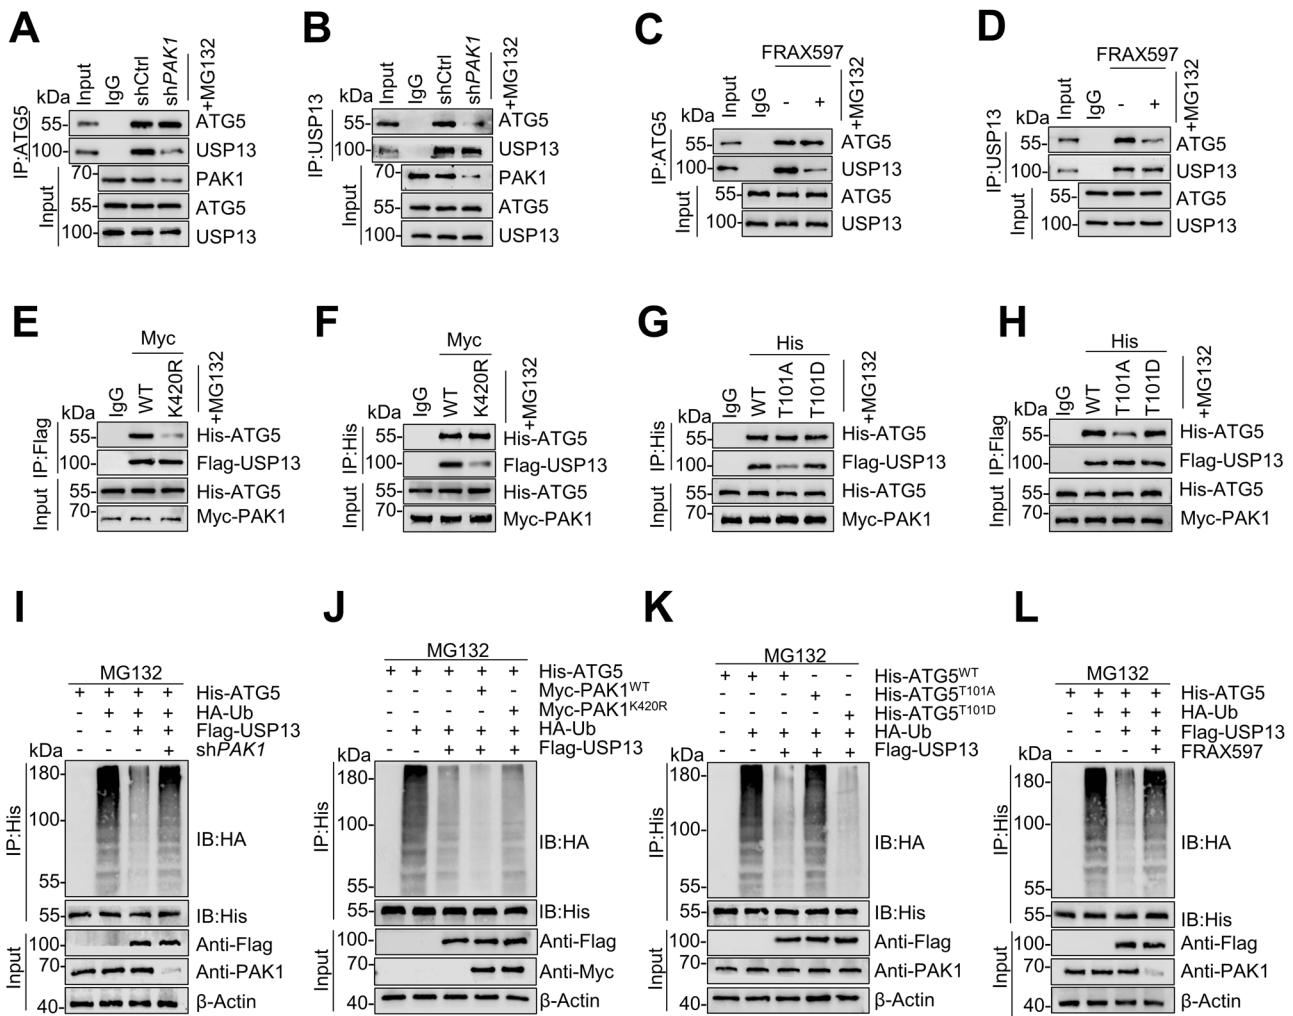 A
Input
IgG
shCtrl
shPAK1
+MG132
kDa
IP:ATG5
55-
ATG5
100-
USP13
Input
70-
PAK1
55-
ATG5
100-
USP13
B
Input
IgG
shCtrl
shPAK1
+MG132
kDa
IP:USP13
55-
ATG5
100-
USP13
Input
70-
PAK1
55-
ATG5
100-
USP13
C
FRAX597
Input
IgG
- +
+MG132
kDa
IP:ATG5
55-
ATG5
100-
USP13
Input
55-
ATG5
100-
USP13
D
FRAX597
Input
IgG
- +
+MG132
kDa
IP:USP13
55-
ATG5
100-
USP13
Input
55-
ATG5
100-
USP13
E
Myc
IgG
WT
K420R
+MG132
kDa
IP:Flag
55-
His-ATG5
100-
Flag-USP13
Input
55-
His-ATG5
70-
Myc-PAK1
F
Myc
IgG
WT
K420R
+MG132
kDa
IP:His
55-
His-ATG5
100-
Flag-USP13
Input
55-
His-ATG5
70-
Myc-PAK1
G
His
IgG
WT
T101A
T101D
+MG132
kDa
IP:His
55-
His-ATG5
100-
Flag-USP13
Input
55-
His-ATG5
70-
Myc-PAK1
H
His
IgG
WT
T101A
T101D
+MG132
kDa
IP:Flag
55-
His-ATG5
100-
Flag-USP13
Input
55-
His-ATG5
70-
Myc-PAK1
I
MG132
+ + + + His-ATG5
- + + + HA-Ub
- - + + Flag-USP13
- - - + shPAK1
kDa
IP:His
180-
100-
55-
IB:HA
55-
IB:His
Input
100-
Anti-Flag
70-
Anti-PAK1
40-
β-Actin
J
MG132
+ + + + + His-ATG5
- - - + - Myc-PAK1WT
- - - - + Myc-PAK1K420R
- + + + + HA-Ub
- - + + + Flag-USP13
kDa
IP:His
180-
100-
55-
IB:HA
55-
IB:His
Input
100-
Anti-Flag
70-
Anti-Myc
40-
β-Actin
K
MG132
+ + + - - His-ATG5WT
- - - + - His-ATG5T101A
- - - - + His-ATG5T101D
- + + + + HA-Ub
- - + + + Flag-USP13
kDa
IP:His
180-
100-
55-
IB:HA
55-
IB:His
Input
100-
Anti-Flag
70-
Anti-PAK1
40-
β-Actin
L
MG132
+ + + + His-ATG5
- + + + HA-Ub
- - + + Flag-USP13
- - - + FRAX597
kDa
IP:His
180-
100-
55-
IB:HA
55-
IB:His
Input
100-
Anti-Flag
70-
Anti-PAK1
40-
β-Actin